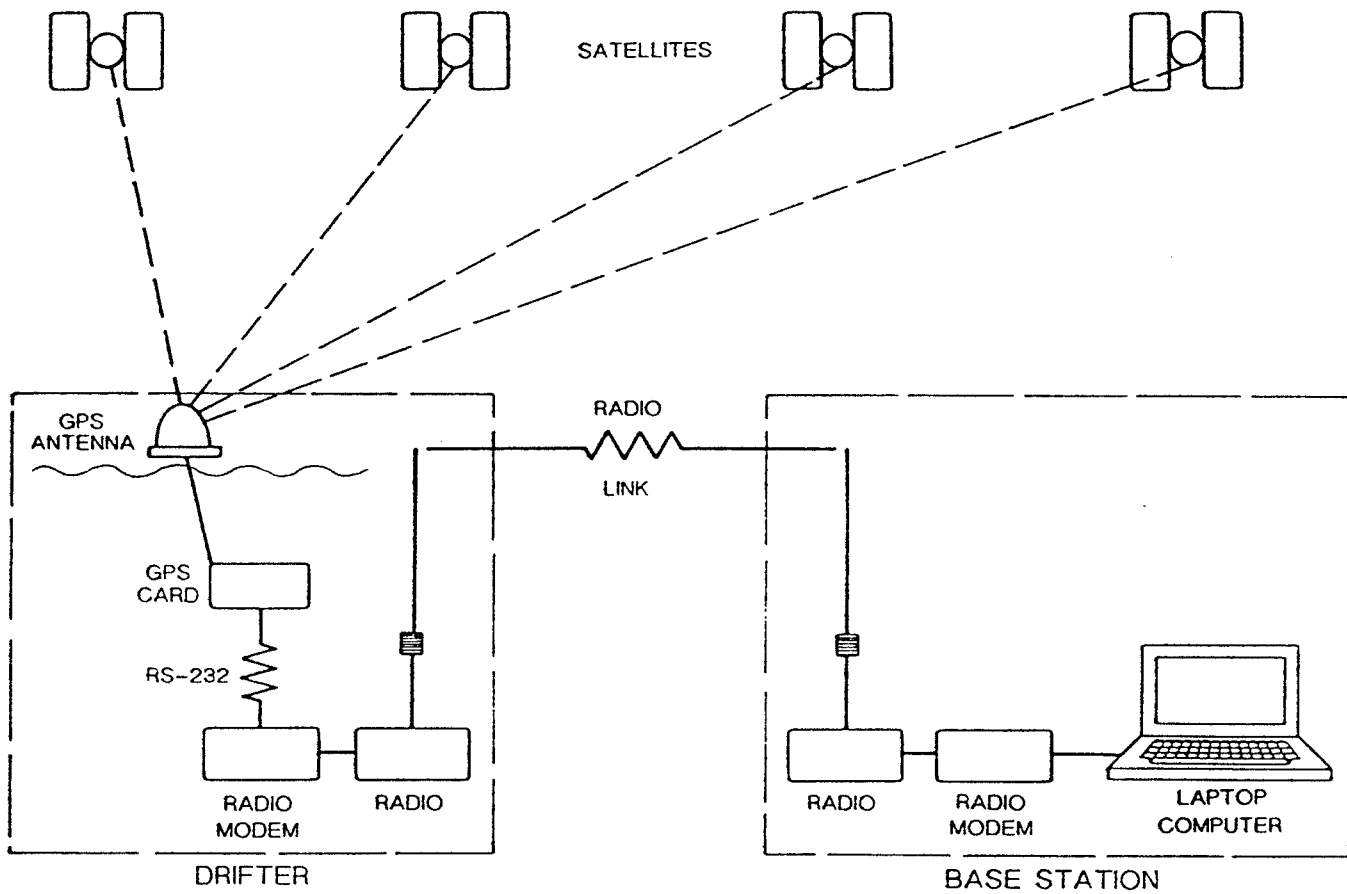 SATELLITES
GPS
ANTENNA
RADIO
LINK
GPS
CARD
RS-232
RADIO
MODEM
RADIO
RADIO
RADIO
MODEM
LAPTOP
COMPUTER
DRIFTER
BASE STATION